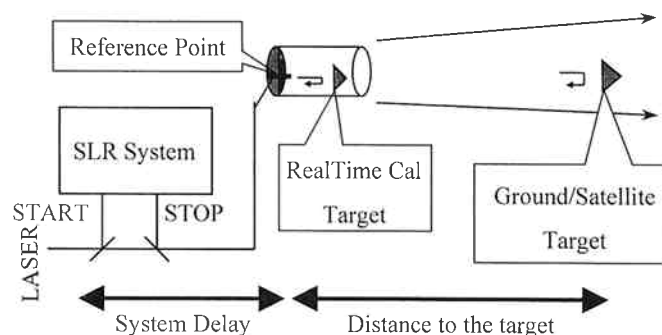 Reference Point
SLR System
START
STOP
LASER
RealTime Cal
Target
Ground/Satellite
Target
System Delay
Distance to the target